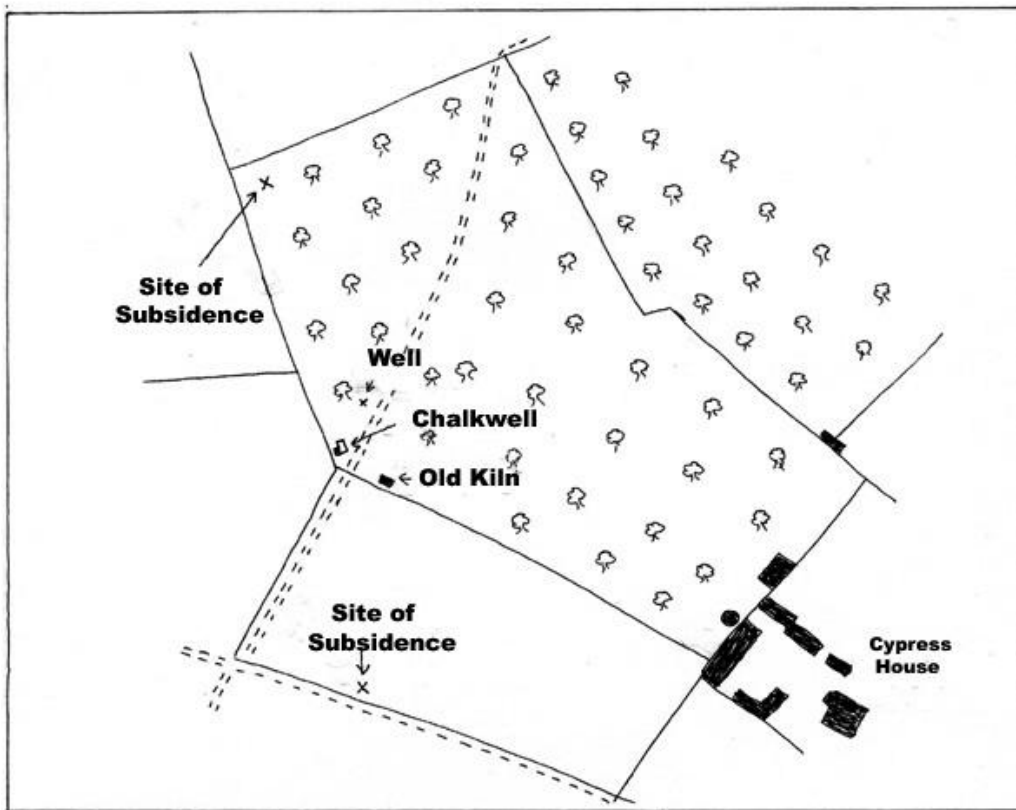 Site of
Subsidence
Well
Chalkwell
Old Kiln
Site of
Subsidence
Cypress
House